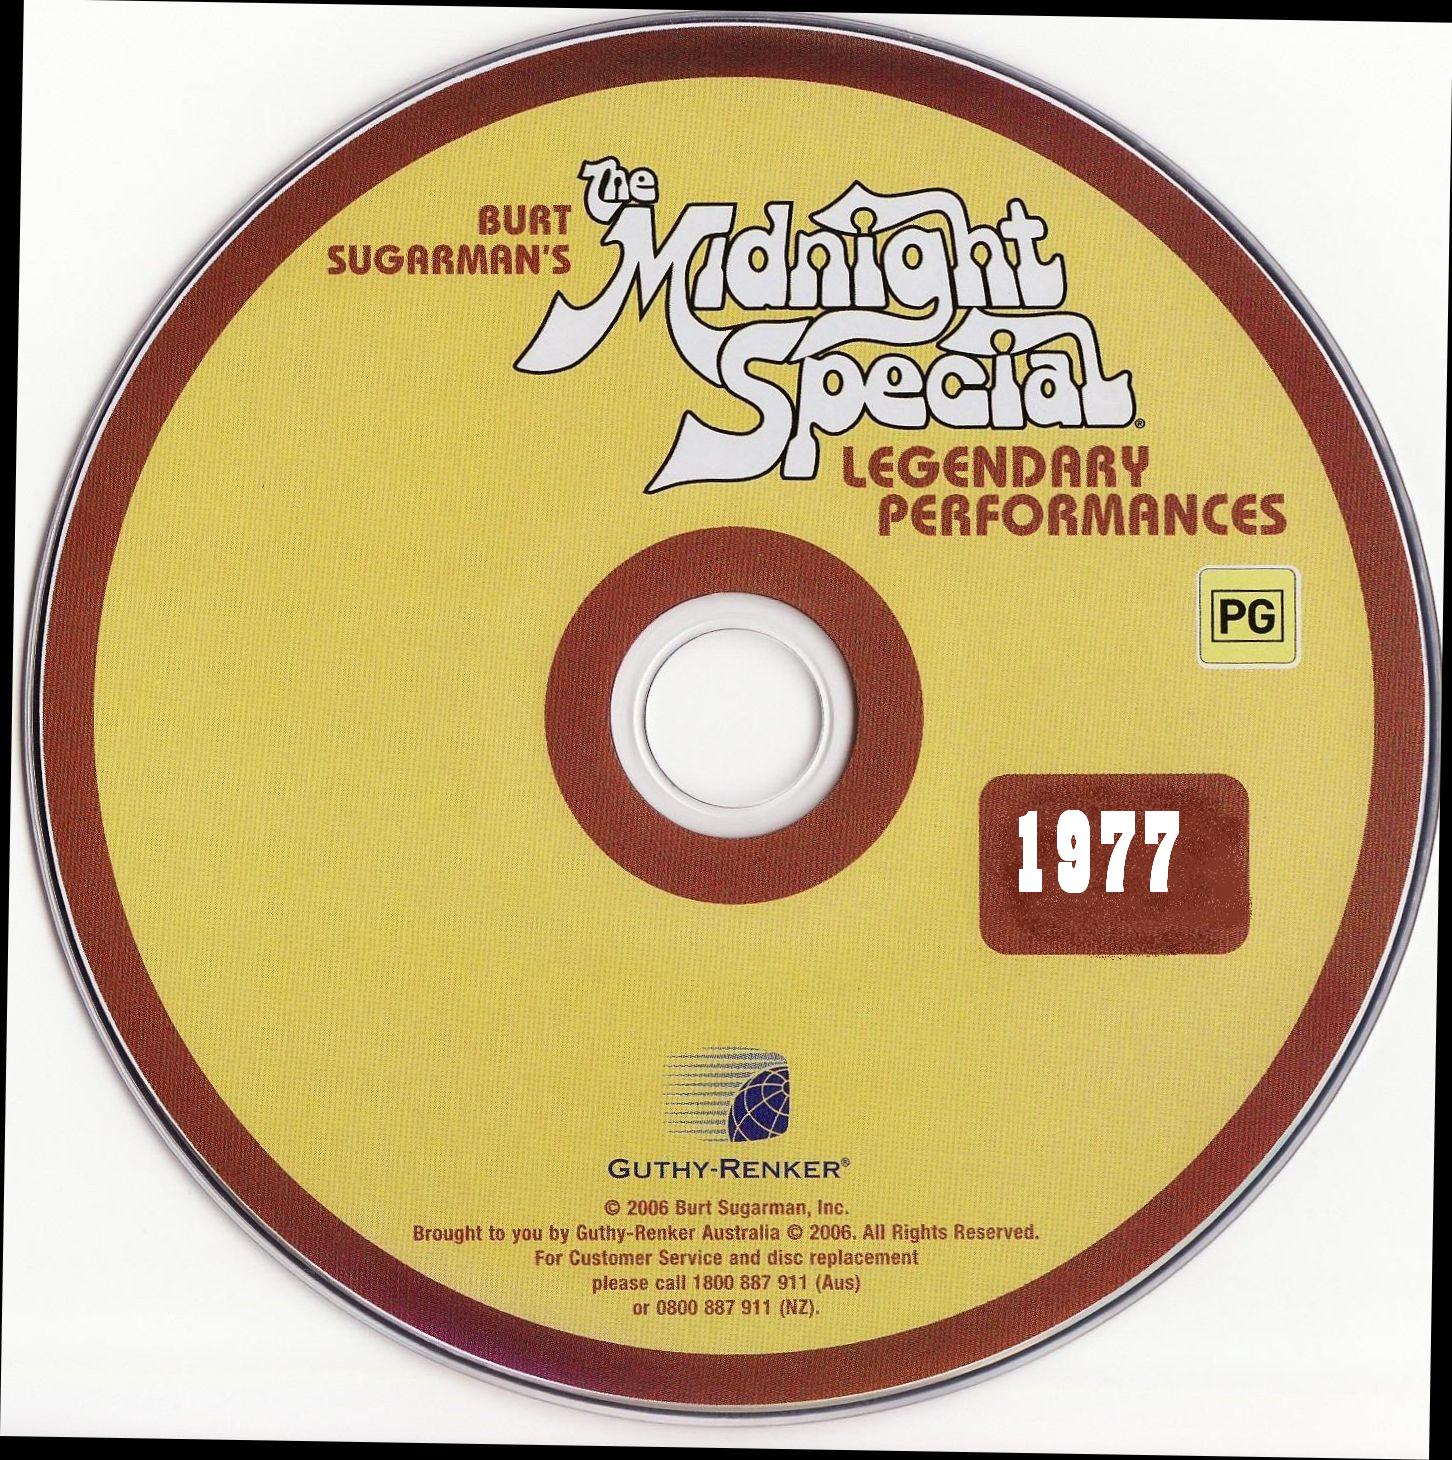 BURT
SUGARMAN'S
The
Midnight
Special®
LEGENDARY
PERFORMANCES
PG
1977
GUTHY-RENKER®
© 2006 Burt Sugarman, Inc.
Brought to you by Guthy-Renker Australia © 2006. All Rights Reserved.
For Customer Service and disc replacement
please call 1800 887 911 (Aus)
or 0800 887 911 (NZ).